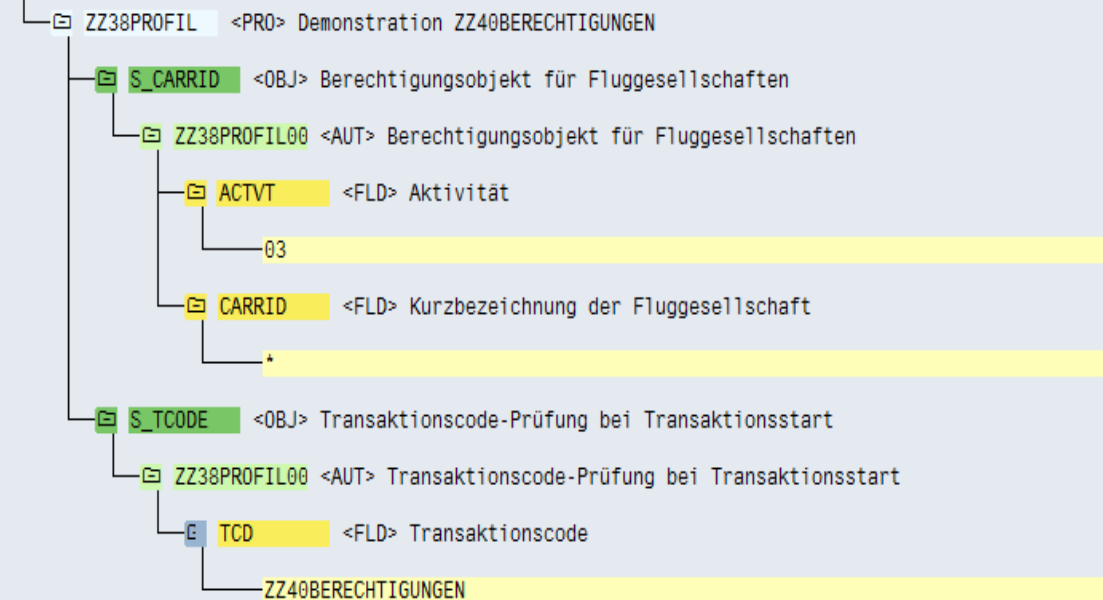 ZZ38PROFIL <PRO> Demonstration ZZ40BERECHTIGUNGEN
S_CARRID <OBJ> Berechtigungsobjekt für Fluggesellschaften
ZZ38PROFIL00 <AUT> Berechtigungsobjekt für Fluggesellschaften
ACTVT <FLD> Aktivität
03
CARRID <FLD> Kurzbezeichnung der Fluggesellschaft
*
S_TCODE <OBJ> Transaktionscode-Prüfung bei Transaktionsstart
ZZ38PROFIL00 <AUT> Transaktionscode-Prüfung bei Transaktionsstart
TCD <FLD> Transaktionscode
ZZ40BERECHTIGUNGEN